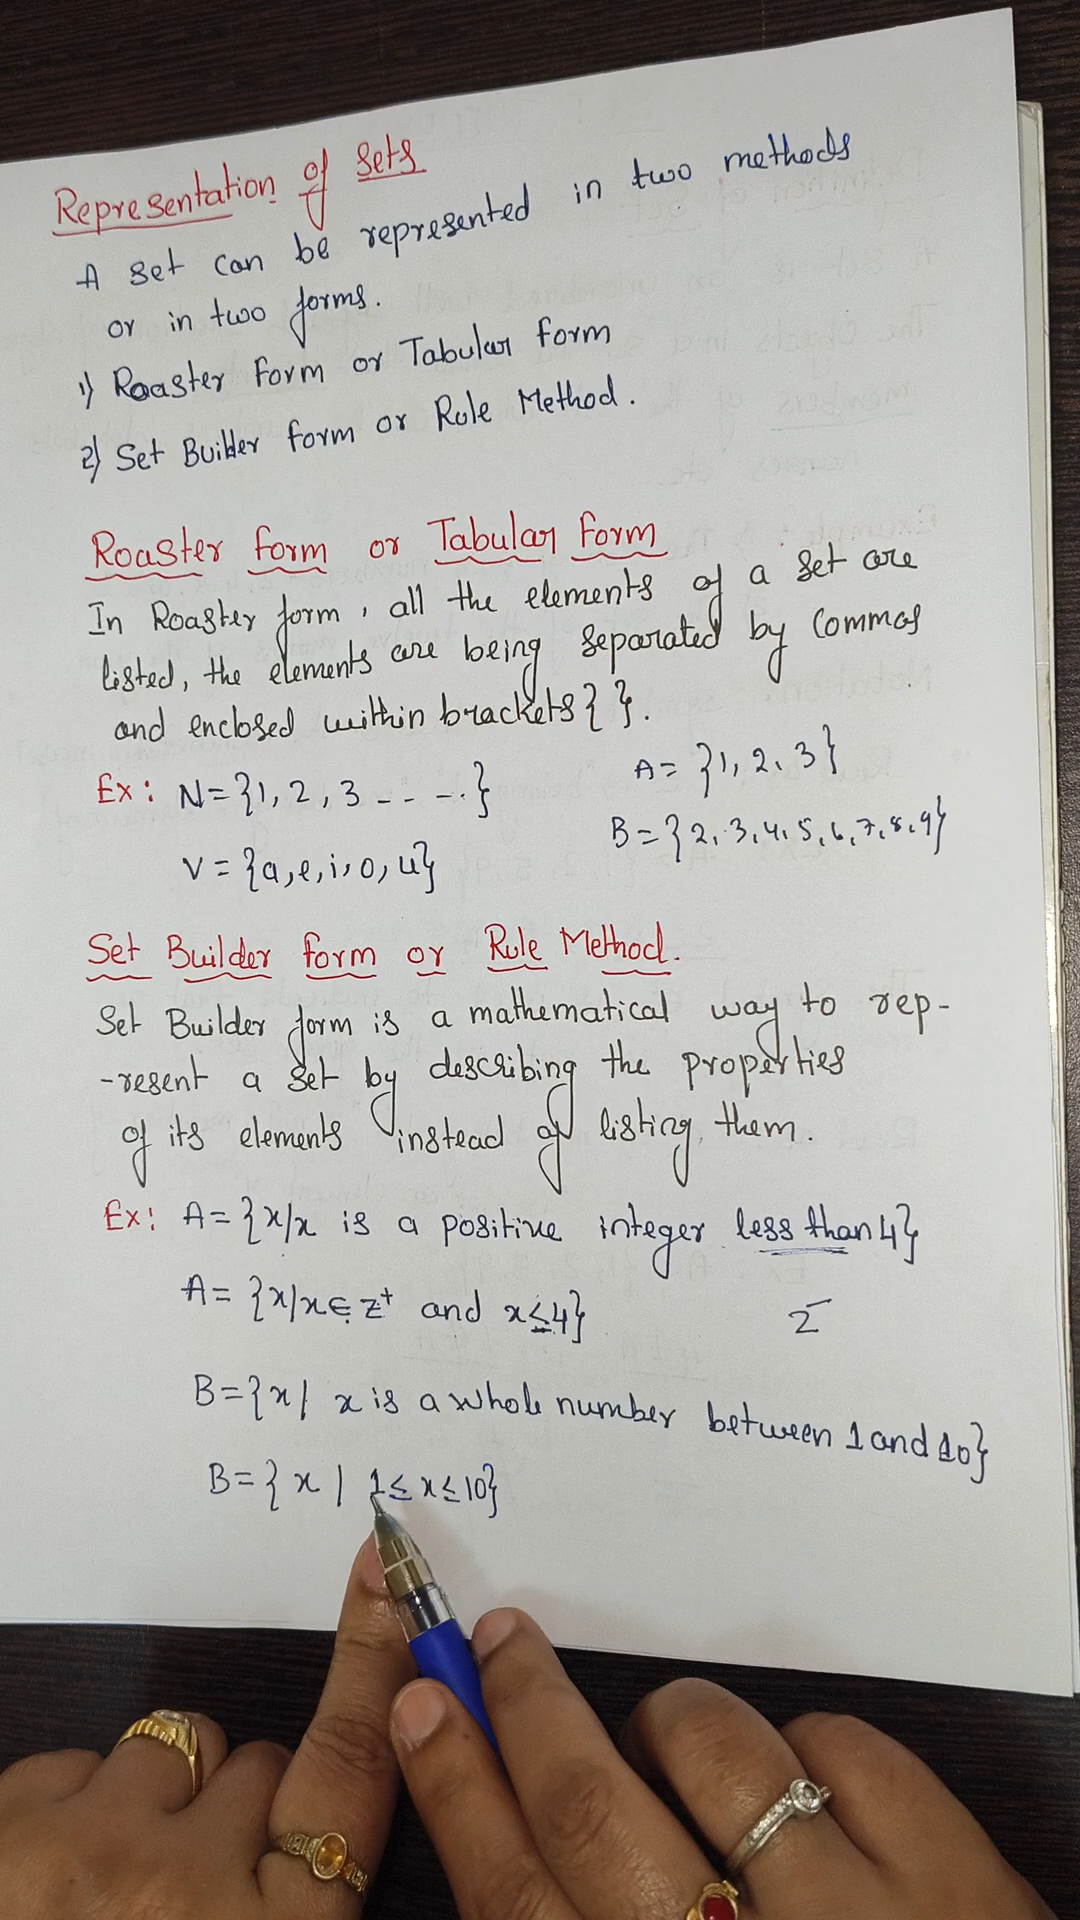 Representation of Sets
A set can be represented in two methods
or in two forms.
1) Roaster Form or Tabular Form
2) Set Builder Form or Rule Method.
Roaster Form or Tabular Form
In Roaster form, all the elements of a set are
listed, the elements are being separated by commas
and enclosed within brackets { }.
Ex: N={1, 2, 3 - - - .}
A= {1, 2, 3}
V = {a, e, i, o, u}
B = {2, 3, 4, 5, 6, 7, 8, 9}
Set Builder Form or Rule Method.
Set Builder form is a mathematical way to rep-
-resent a set by describing the properties
of its elements instead of listing them.
Ex: A= {x/x is a positive integer less than 4}
A= {x/x∈z⁺ and x≤4}
B={x/ x is a whole number between 1 and 10}
B={ x | 1≤ x≤10}